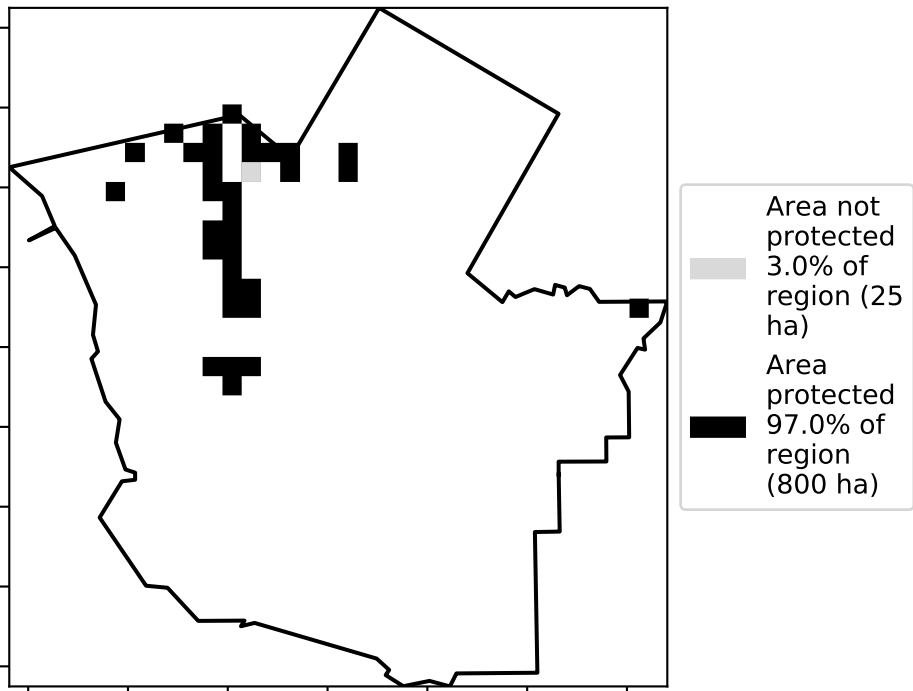 Area not
protected
3.0% of
region (25
ha)
Area
protected
97.0% of
region
(800 ha)